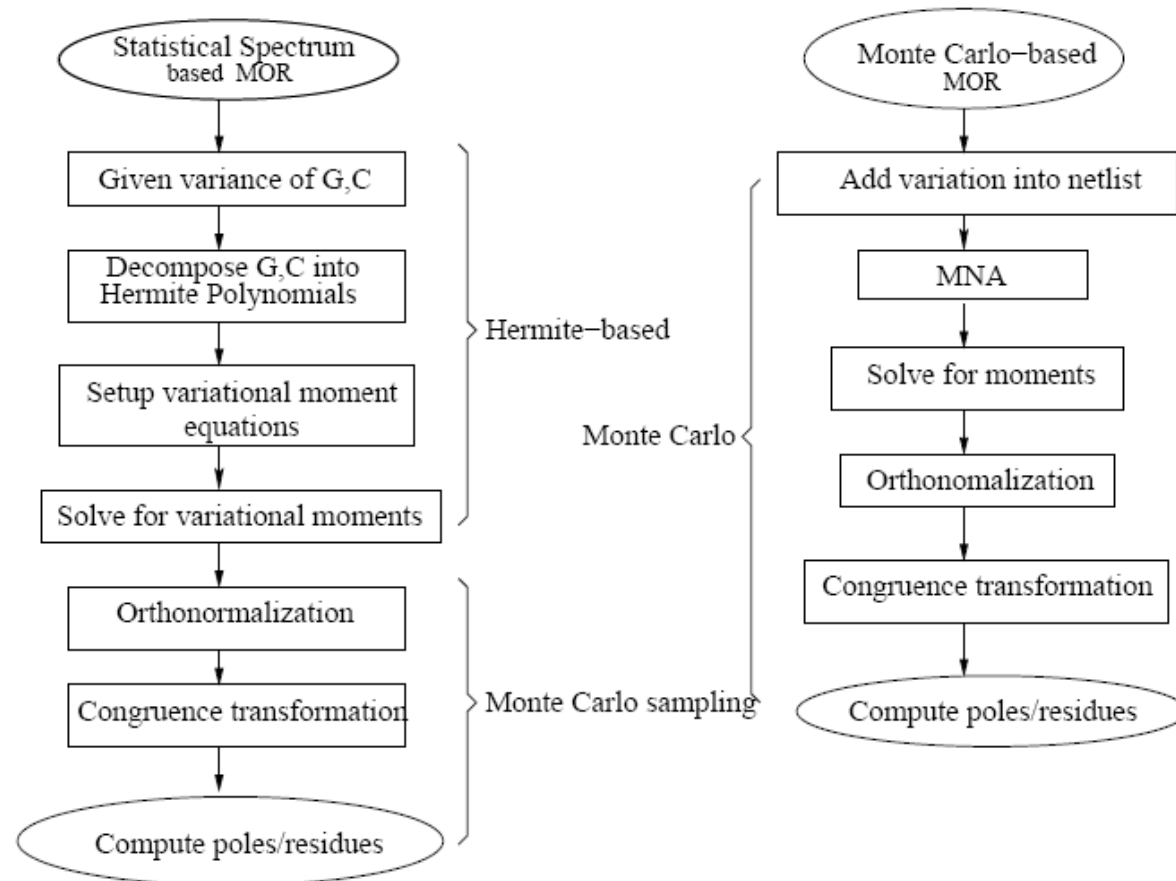 Statistical Spectrum
based MOR
Given variance of G,C
Decompose G,C into
Hermite Polynomials
Setup variational moment
equations
Solve for variational moments
Orthonormalization
Congruence transformation
Compute poles/residues
Hermite−based
Monte Carlo sampling
Monte Carlo
Monte Carlo−based
MOR
Add variation into netlist
MNA
Solve for moments
Orthonomalization
Congruence transformation
Compute poles/residues